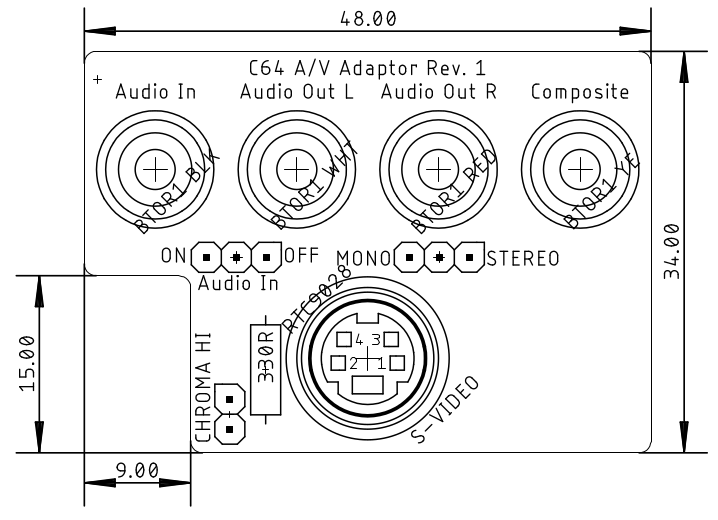 48.00
C64 A/V Adaptor Rev. 1
Audio In
Audio Out L
Audio Out R
Composite
BTOR1 BLK
BTOR1 WHT
BTOR1 RED
BTOR1 YE
34.00
ON
OFF
MONO
STEREO
Audio In
RTC9028
15.00
CHROMA HI
330R
4 3
2 1
S-VIDEO
9.00